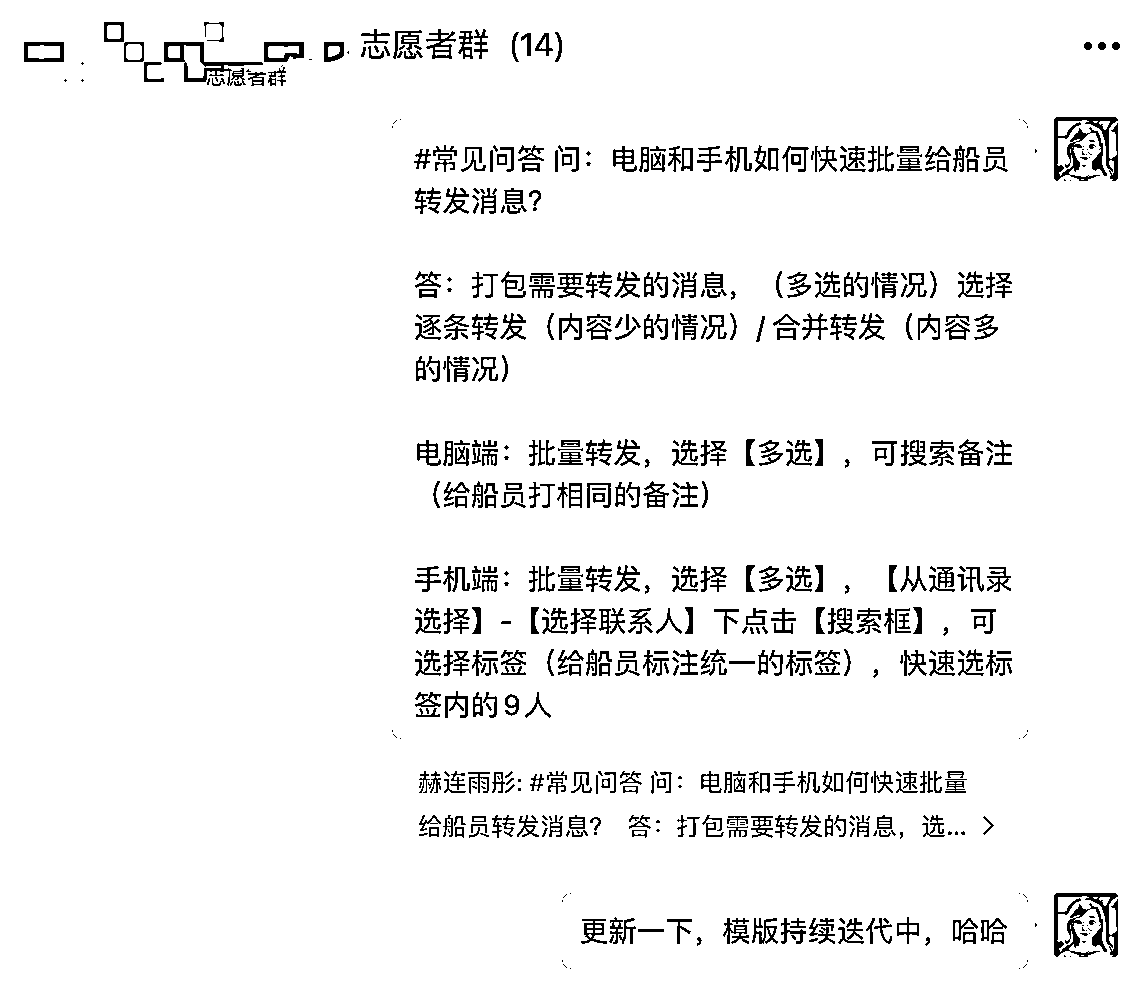 志愿者群 (14)
志愿者群
#常见问答 问：电脑和手机如何快速批量给船员
转发消息？
答：打包需要转发的消息，（多选的情况）选择
逐条转发（内容少的情况）/ 合并转发（内容多
的情况）
电脑端：批量转发，选择【多选】，可搜索备注
（给船员打相同的备注）
手机端：批量转发，选择【多选】，【从通讯录
选择】-【选择联系人】下点击【搜索框】，可
选择标签（给船员标注统一的标签），快速选标
签内的9人
赫连雨彤: #常见问答 问：电脑和手机如何快速批量
给船员转发消息？ 答：打包需要转发的消息，选...
更新一下，模版持续迭代中，哈哈